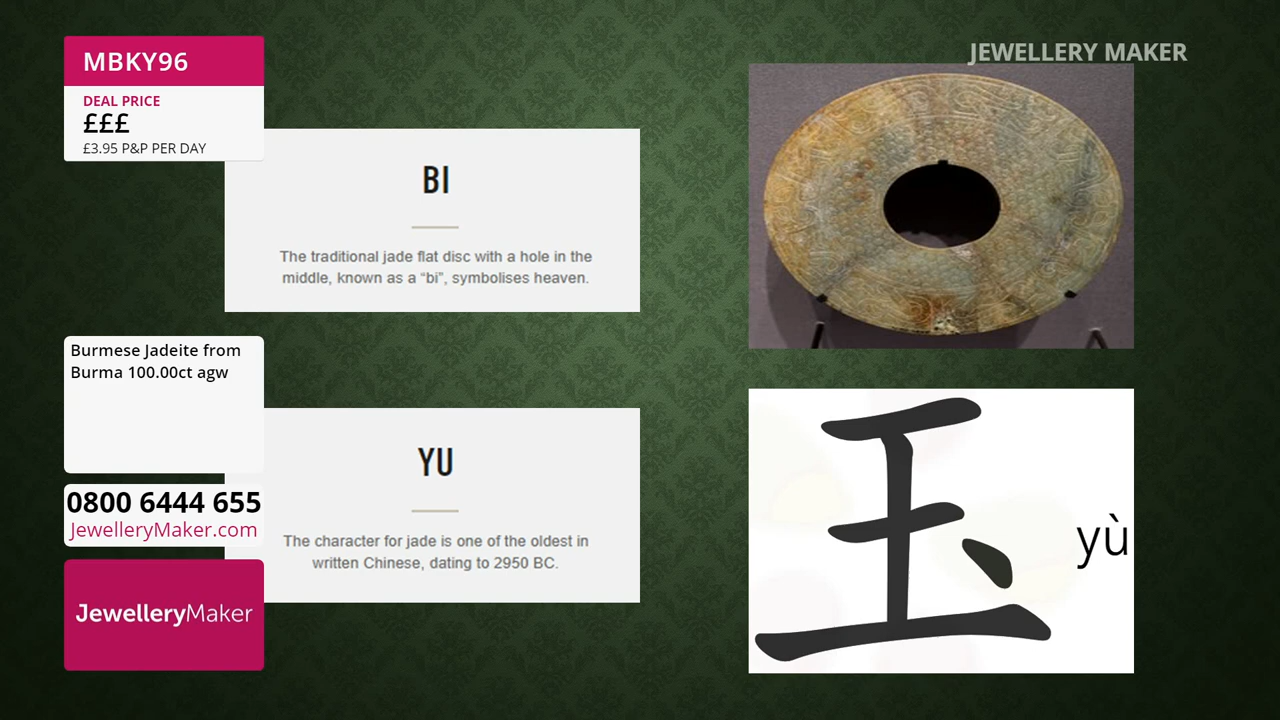 MBKY96
DEAL PRICE
£££
£3.95 P&P PER DAY
JEWELLERY MAKER
BI
The traditional jade flat disc with a hole in the
middle, known as a “bi”, symbolises heaven.
Burmese Jadeite from
Burma 100.00ct agw
YU
The character for jade is one of the oldest in
written Chinese, dating to 2950 BC.
玉
yù
0800 6444 655
JewelleryMaker.com
JewelleryMaker